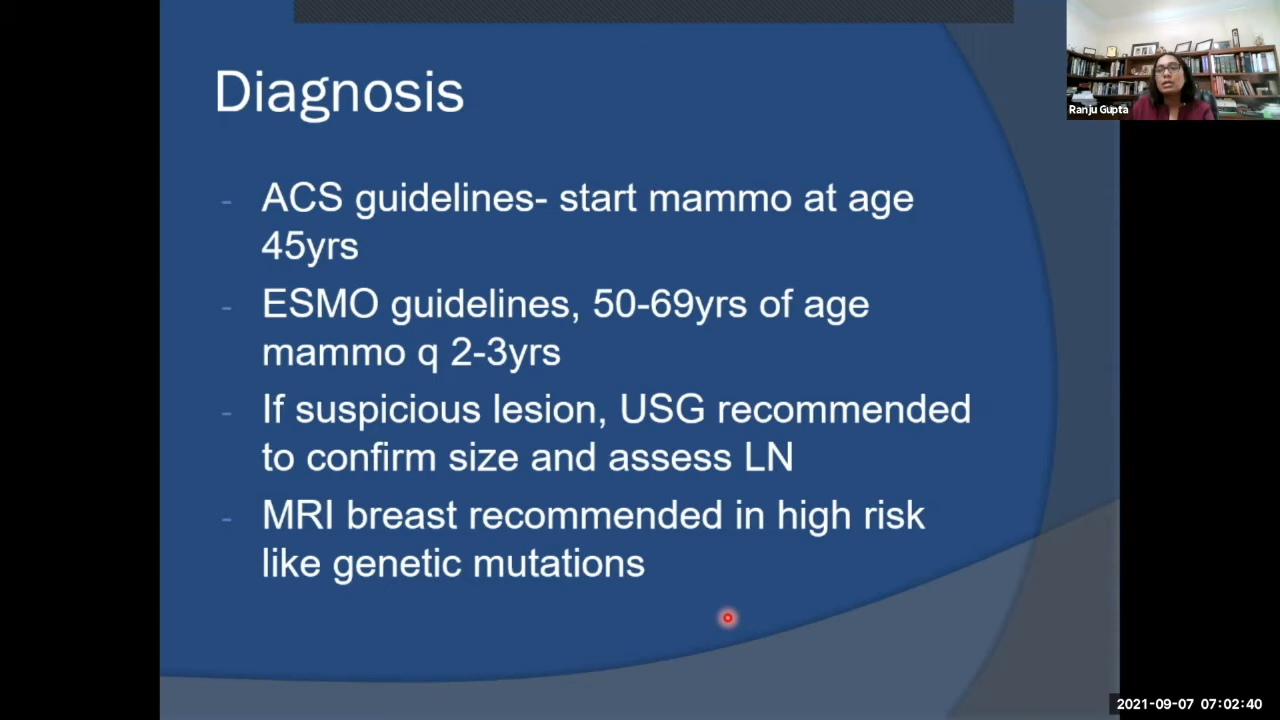 Diagnosis
- ACS guidelines- start mammo at age
45yrs
- ESMO guidelines, 50-69yrs of age
mammo q 2-3yrs
- If suspicious lesion, USG recommended
to confirm size and assess LN
- MRI breast recommended in high risk
like genetic mutations
Ranju Gupta
2021-09-07 07:02:40